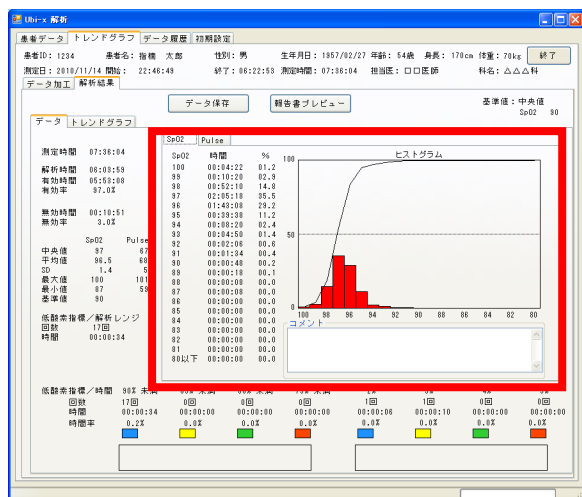 Ubi-x 解析
患者データ トレンドグラフ データ履歴 初期設定
患者ID: 1234 患者名: 指橋 太郎 性別: 男 生年月日: 1957/02/27 年齢: 54歳 身長: 170cm 体重: 70kg 終了
測定日: 2010/11/14 開始: 22:46:49 終了: 06:22:53 測定時間: 07:36:04 担当医: 口口医師 科名: △△△科
データ加工 解析結果
データ保存 報告書プレビュー 基準値: 中央値
SpO2 90
データ トレンドグラフ
SpO2 Pulse
測定時間 07:36:04
解析時間 06:03:59
有効時間 05:53:08
有効率 97.0%
無効時間 00:10:51
無効率 3.0%
SpO2 Pulse
中央値 97 67
平均値 96.5 68
SD 1.4 5
最大値 100 101
最小値 87 59
基準値 90
低酸素指標/解析レンジ
回数 17回
時間 00:00:34
SpO2 時間 %
100 00:04:22 01.2
99 00:10:20 02.9
98 00:52:10 14.8
97 02:05:18 35.5
96 01:43:08 29.2
95 00:39:38 11.2
94 00:08:20 02.4
93 00:04:50 01.4
92 00:02:06 00.6
91 00:01:34 00.4
90 00:00:48 00.2
89 00:00:18 00.1
88 00:00:08 00.0
87 00:00:08 00.0
86 00:00:00 00.0
85 00:00:00 00.0
84 00:00:00 00.0
83 00:00:00 00.0
82 00:00:00 00.0
81 00:00:00 00.0
80以下 00:00:00 00.0
ヒストグラム
100
50
0
100 98 96 94 92 90 88 86 84 82 80
コメント
低酸素指標/時間 90% 未満
回数 17回 0回 0回 0回 1回 1回 0回 0回
時間 00:00:34 00:00:00 00:00:00 00:00:00 00:00:06 00:00:10 00:00:00 00:00:00
時間率 0.2% 0.0% 0.0% 0.0% 0.0% 0.0% 0.0% 0.0%